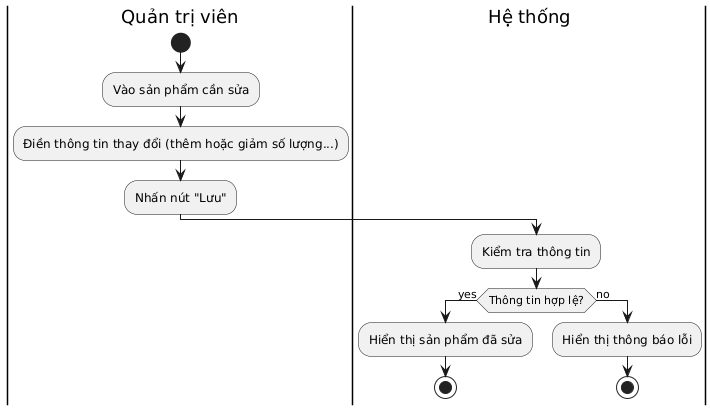 Quản trị viên
Hệ thống
Vào sản phẩm cần sửa
Điền thông tin thay đổi (thêm hoặc giảm số lượng...)
Nhấn nút "Lưu"
Kiểm tra thông tin
yes
Thông tin hợp lệ?
no
Hiển thị sản phẩm đã sửa
Hiển thị thông báo lỗi